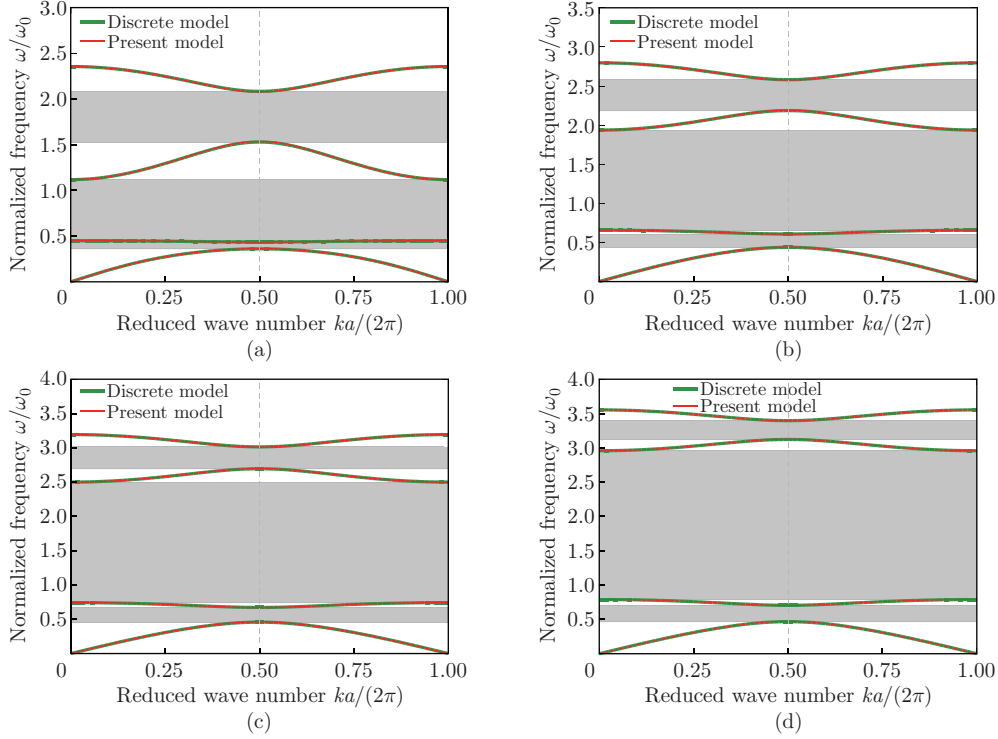 3.0
2.5
2.0
1.5
1.0
0.5
0
0.25
0.50
0.75
1.00
Normalized frequency ω/ω₀
Discrete model
Present model
Reduced wave number ka/(2π)
(a)
3.5
3.0
2.5
2.0
1.5
1.0
0.5
0
0.25
0.50
0.75
1.00
Normalized frequency ω/ω₀
Discrete model
Present model
Reduced wave number ka/(2π)
(b)
4.0
3.5
3.0
2.5
2.0
1.5
1.0
0.5
0
0.25
0.50
0.75
1.00
Normalized frequency ω/ω₀
Discrete model
Present model
Reduced wave number ka/(2π)
(c)
4.0
3.5
3.0
2.5
2.0
1.5
1.0
0.5
0
0.25
0.50
0.75
1.00
Normalized frequency ω/ω₀
Discrete model
Present model
Reduced wave number ka/(2π)
(d)